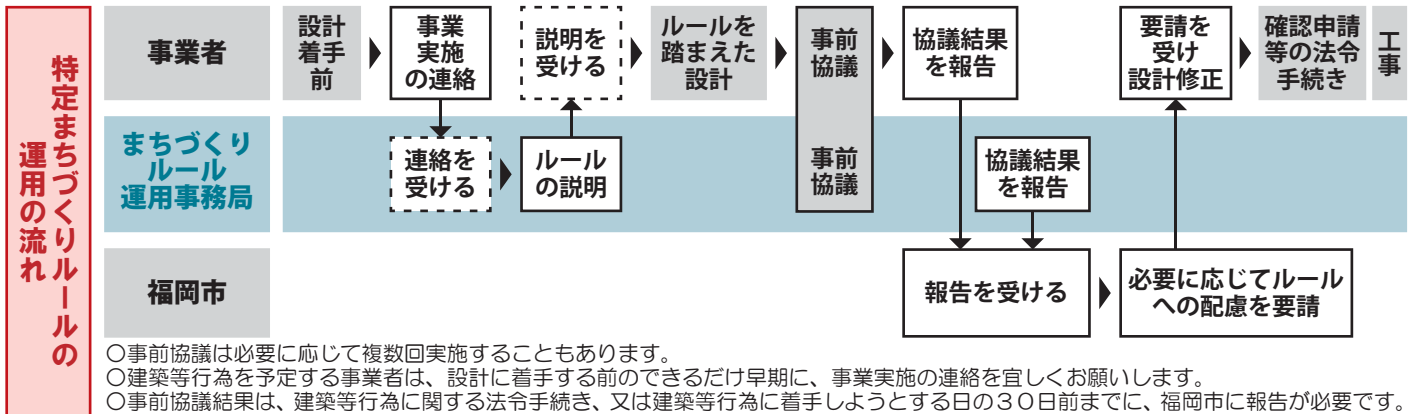 特定まちづくりルールの
運用の流れ
事業者
設計
着手
前
事業
実施
の連絡
説明を
受ける
ルールを
踏まえた
設計
事前
協議
協議結果
を報告
要請を
受け
設計修正
確認申請
等の法令
手続き
工事
まちづくり
ルール
運用事務局
連絡を
受ける
ルール
の説明
事前
協議
協議結果
を報告
福岡市
報告を受ける
必要に応じてルール
への配慮を要請
○事前協議は必要に応じて複数回実施することもあります。
○建築等行為を予定する事業者は、設計に着手する前のできるだけ早期に、事業実施の連絡を宜しくお願いします。
○事前協議結果は、建築等行為に関する法令手続き、又は建築等行為に着手しようとする日の30日前までに、福岡市に報告が必要です。